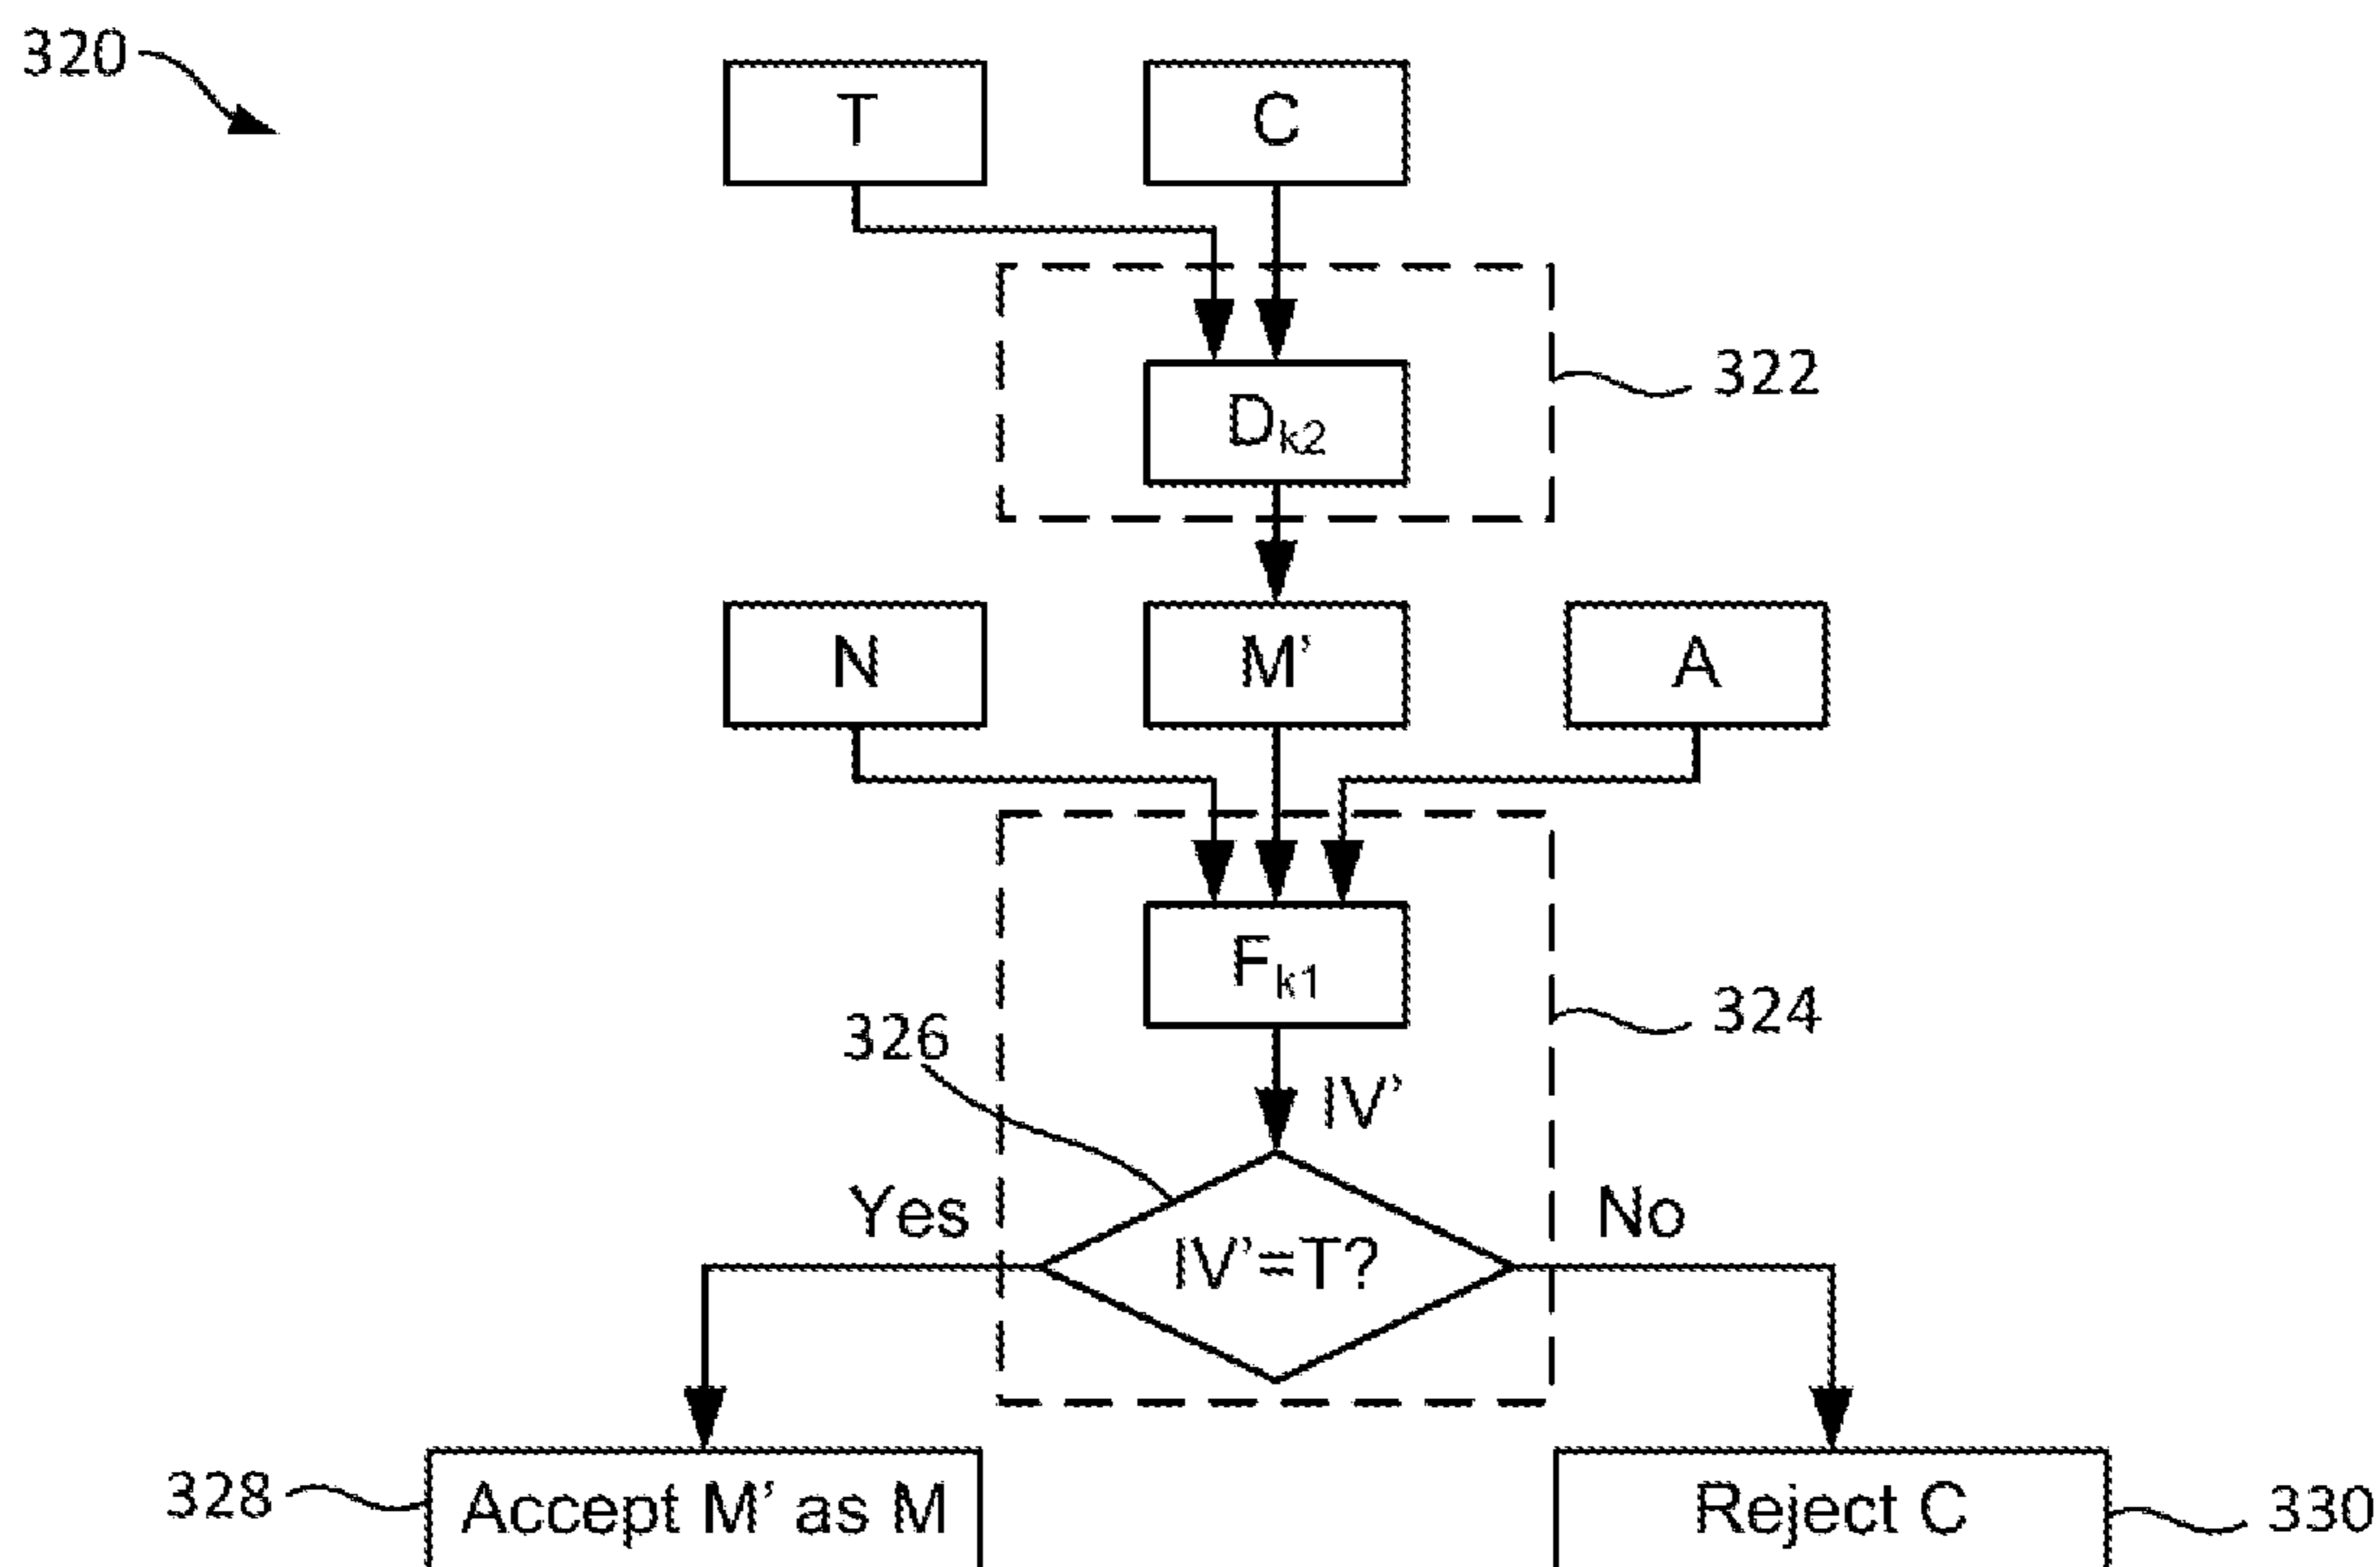 320
T
C
Dk2
322
N
M’
A
Fk1
324
326
IV’
Yes
IV’=T?
No
328
Accept M’ as M
Reject C
330